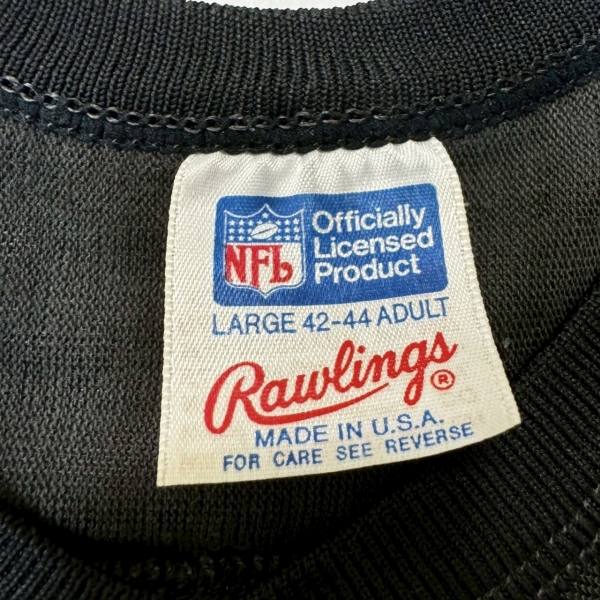 NFL
Officially
Licensed
Product
LARGE 42-44 ADULT
Rawlings®
MADE IN U.S.A.
FOR CARE SEE REVERSE